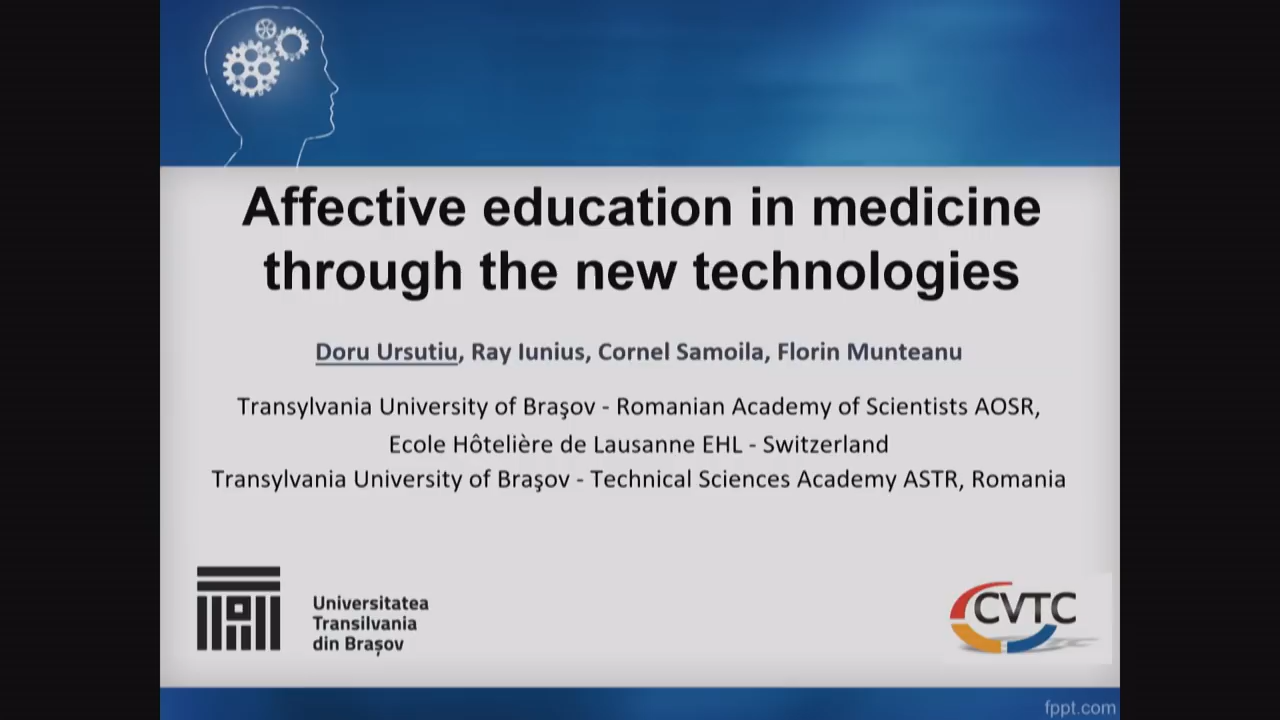 Affective education in medicine
through the new technologies
Doru Ursutiu, Ray Iunius, Cornel Samoila, Florin Munteanu
Transylvania University of Braşov - Romanian Academy of Scientists AOSR,
Ecole Hôtelière de Lausanne EHL - Switzerland
Transylvania University of Braşov - Technical Sciences Academy ASTR, Romania
Universitatea
Transilvania
din Brașov
CVTC
fppt.com